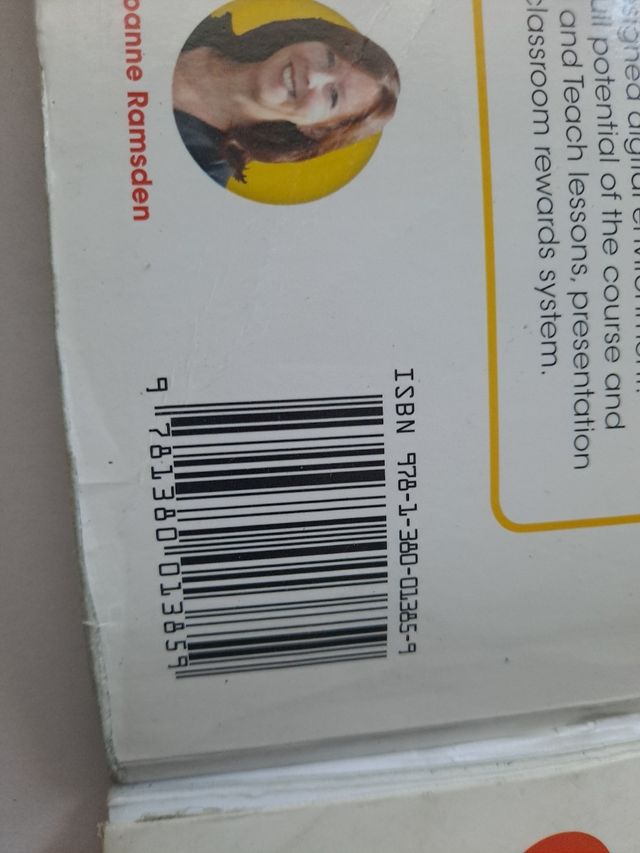 ull potential of the course and
and Teach lessons, presentation
classroom rewards system.
oanne Ramsden
ISBN 978-1-380-01385-9
9 781380 013859